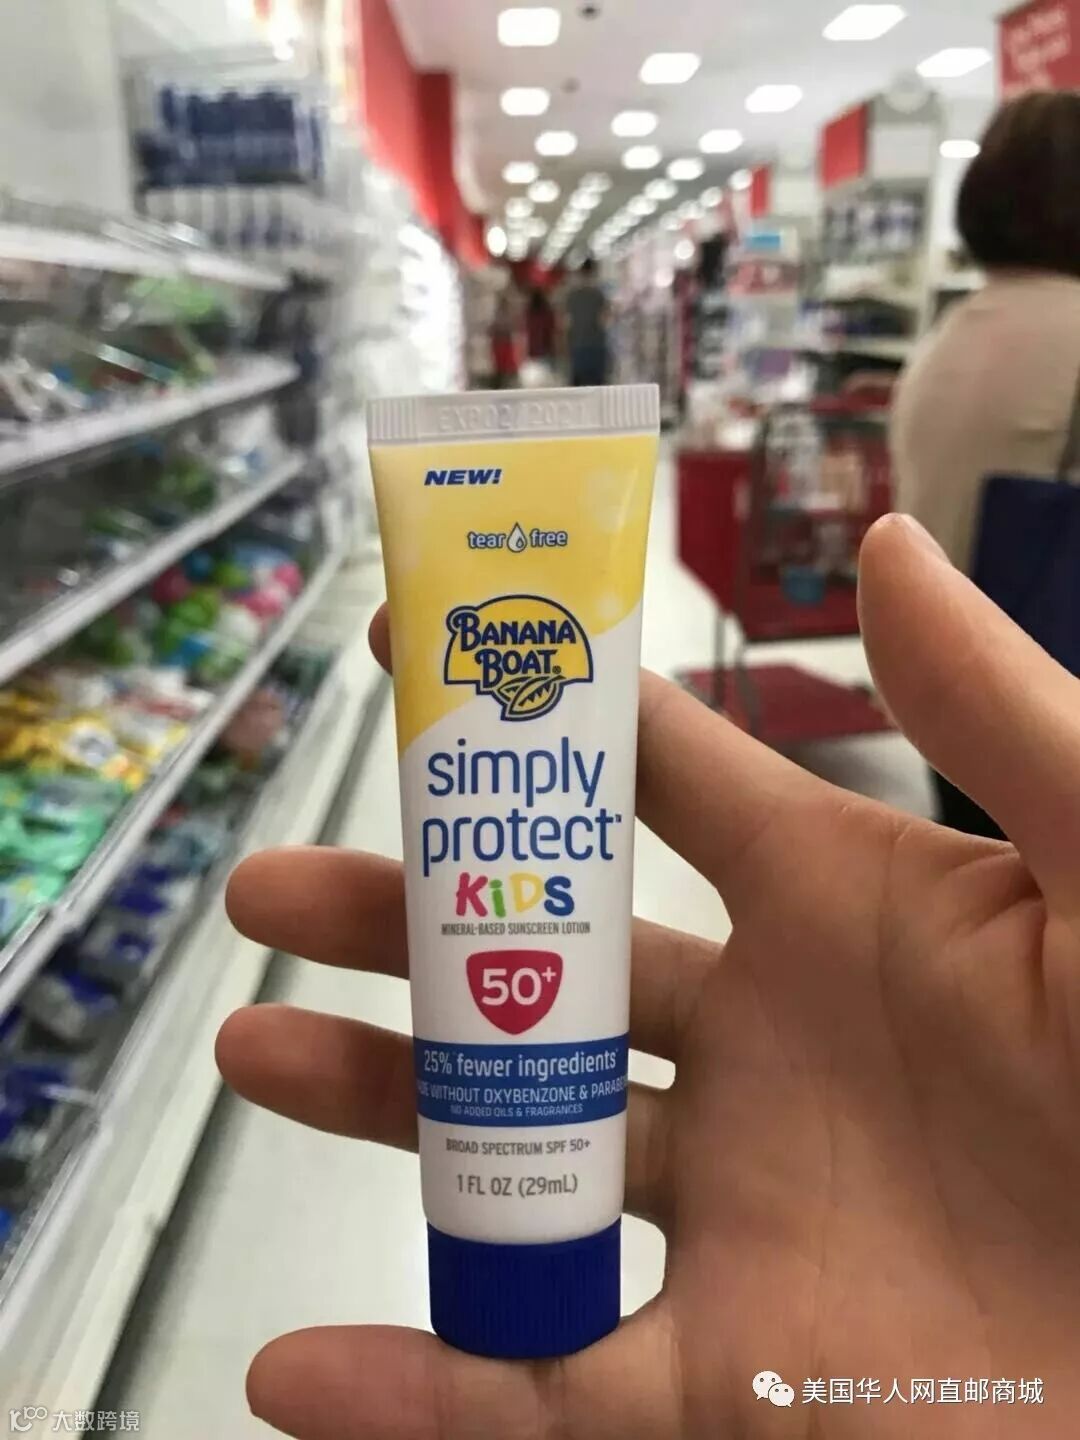 EXP02/2021
NEW!
tear free
BANANA
BOAT®
simply
protect™
KiDS
MINERAL-BASED SUNSCREEN LOTION
50+
25% fewer ingredients
WITHOUT OXYBENZONE &
NO ADDED OILS & FRAGRANCES
BROAD SPECTRUM SPF 50+
1 FL OZ (29mL)
美国华人网直邮商城
大数跨境